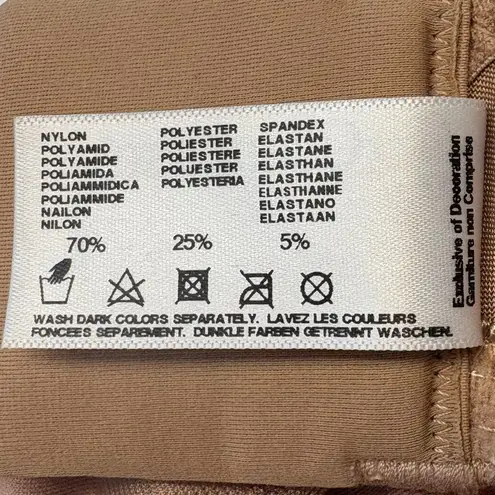 NYLON
POLYAMID
POLYAMIDE
POLIAMIDA
POLIAMMIDICA
POLIAMMIDE
NAILON
NILON
70%
POLYESTER
POLIESTER
POLIESTERE
POLUESTER
POLYESTERIA
25%
SPANDEX
ELASTAN
ELASTANE
ELASTHAN
ELASTHANE
ELASTHANNE
ELASTANO
ELASTAAN
5%
WASH DARK COLORS SEPARATELY. LAVEZ LES COULEURS
FONCEES SEPAREMENT. DUNKLE FARBEN GETRENNT WASCHEN.
Exclusive of Decoration
Garniture non Comprise